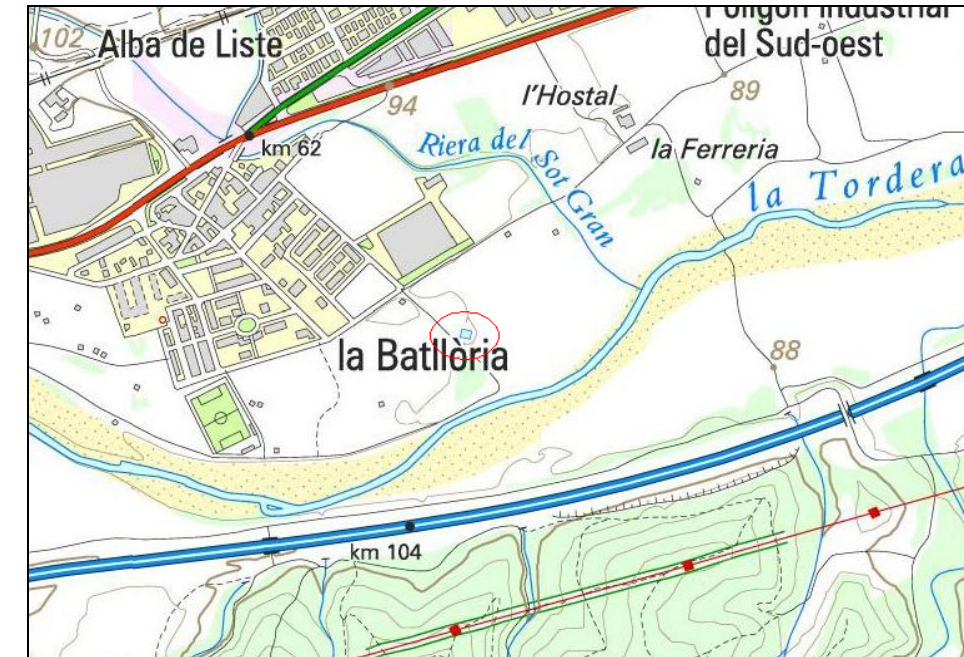 Polígon Industrial
del Sud-oest
102
Alba de Liste
94
l'Hostal
89
km 62
Riera del Sot Gran
la Ferreria
la Tordera
la Batllòria
88
km 104